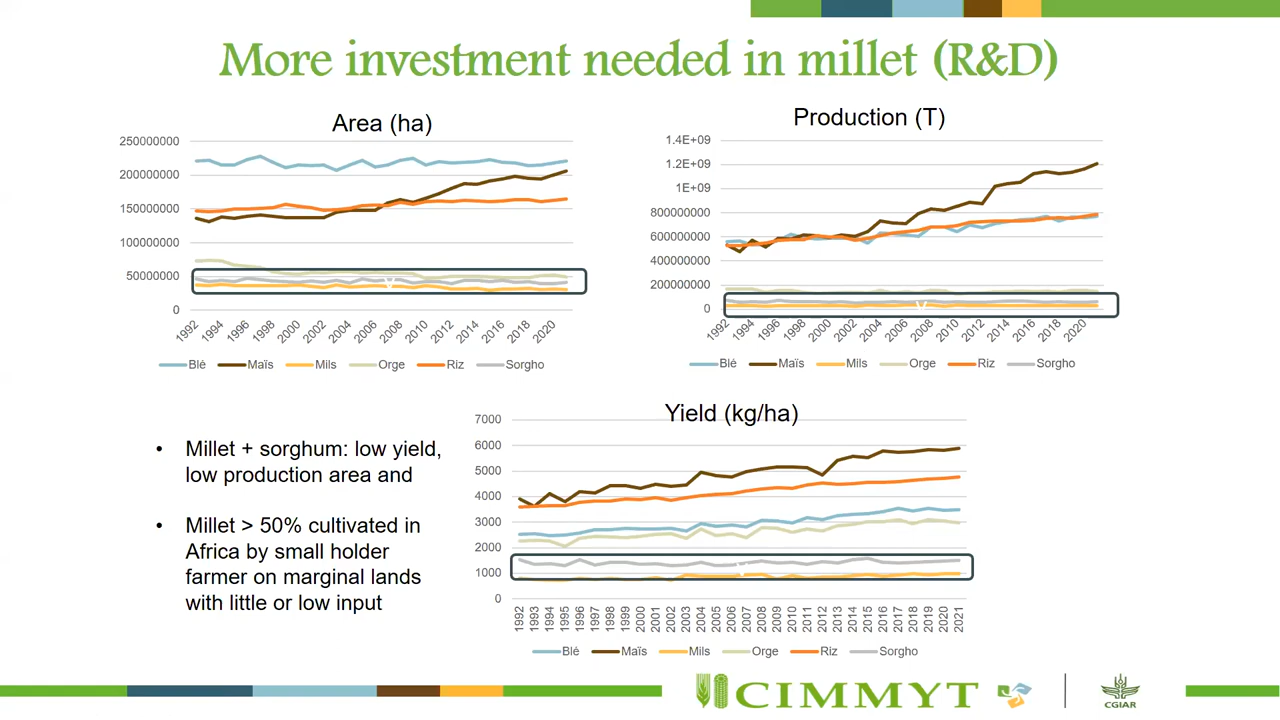 More investment needed in millet (R&D)
Area (ha)
250000000
200000000
150000000
100000000
50000000
0
1992 1994 1996 1998 2000 2002 2004 2006 2008 2010 2012 2014 2016 2018 2020
Blé Maïs Mils Orge Riz Sorgho
Production (T)
1.4E+09
1.2E+09
1E+09
800000000
600000000
400000000
200000000
0
1992 1994 1996 1998 2000 2002 2004 2006 2008 2010 2012 2014 2016 2018 2020
Blé Maïs Mils Orge Riz Sorgho
• Millet + sorghum: low yield,
low production area and
• Millet > 50% cultivated in
Africa by small holder
farmer on marginal lands
with little or low input
Yield (kg/ha)
7000
6000
5000
4000
3000
2000
1000
0
1992 1993 1994 1995 1996 1997 1998 1999 2000 2001 2002 2003 2004 2005 2006 2007 2008 2009 2010 2011 2012 2013 2014 2015 2016 2017 2018 2019 2020 2021
Blé Maïs Mils Orge Riz Sorgho
CIMMYT
CGIAR